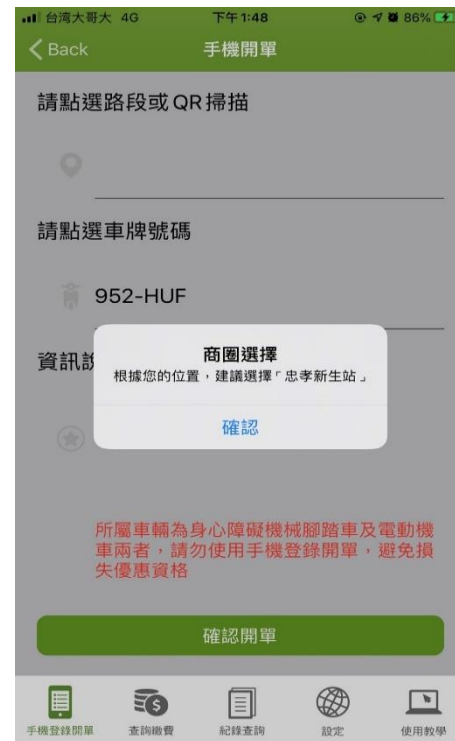 台湾大哥大 4G 下午1:48 86%
Back 手機開單
請點選路段或QR掃描
請點選車牌號碼
952-HUF
資訊說
商圈選擇
根據您的位置，建議選擇「忠孝新生站」
確認
所屬車輛為身心障礙機械腳踏車及電動機
車兩者，請勿使用手機登錄開單，避免損
失優惠資格
確認開單
手機登錄開單 查詢繳費 紀錄查詢 設定 使用教學